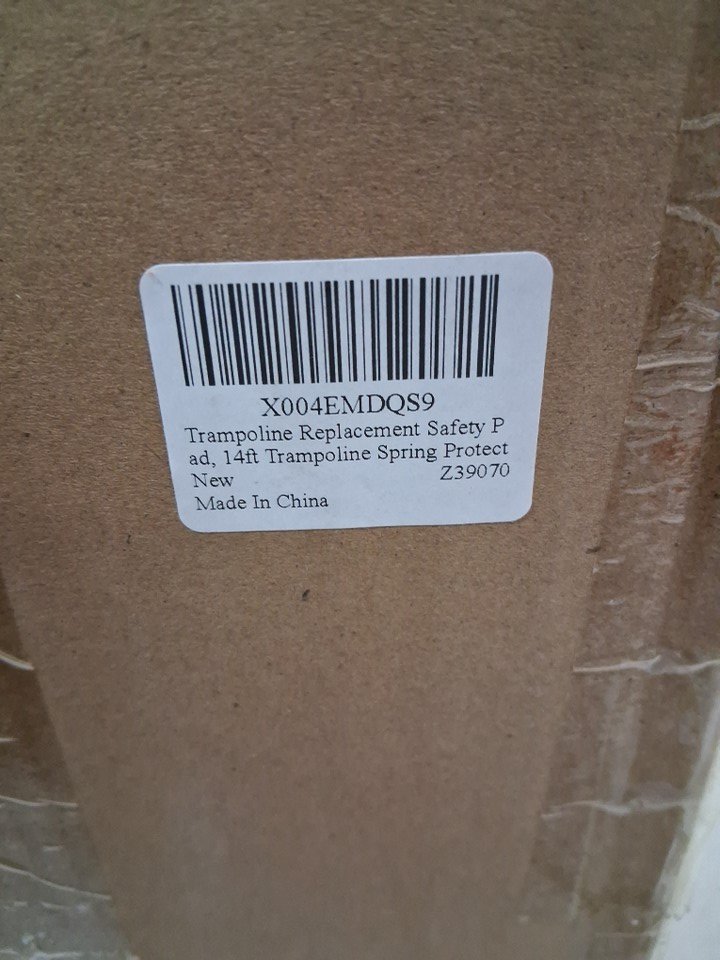 X004EMDQS9
Trampoline Replacement Safety P
ad, 14ft Trampoline Spring Protect
New Z39070
Made In China